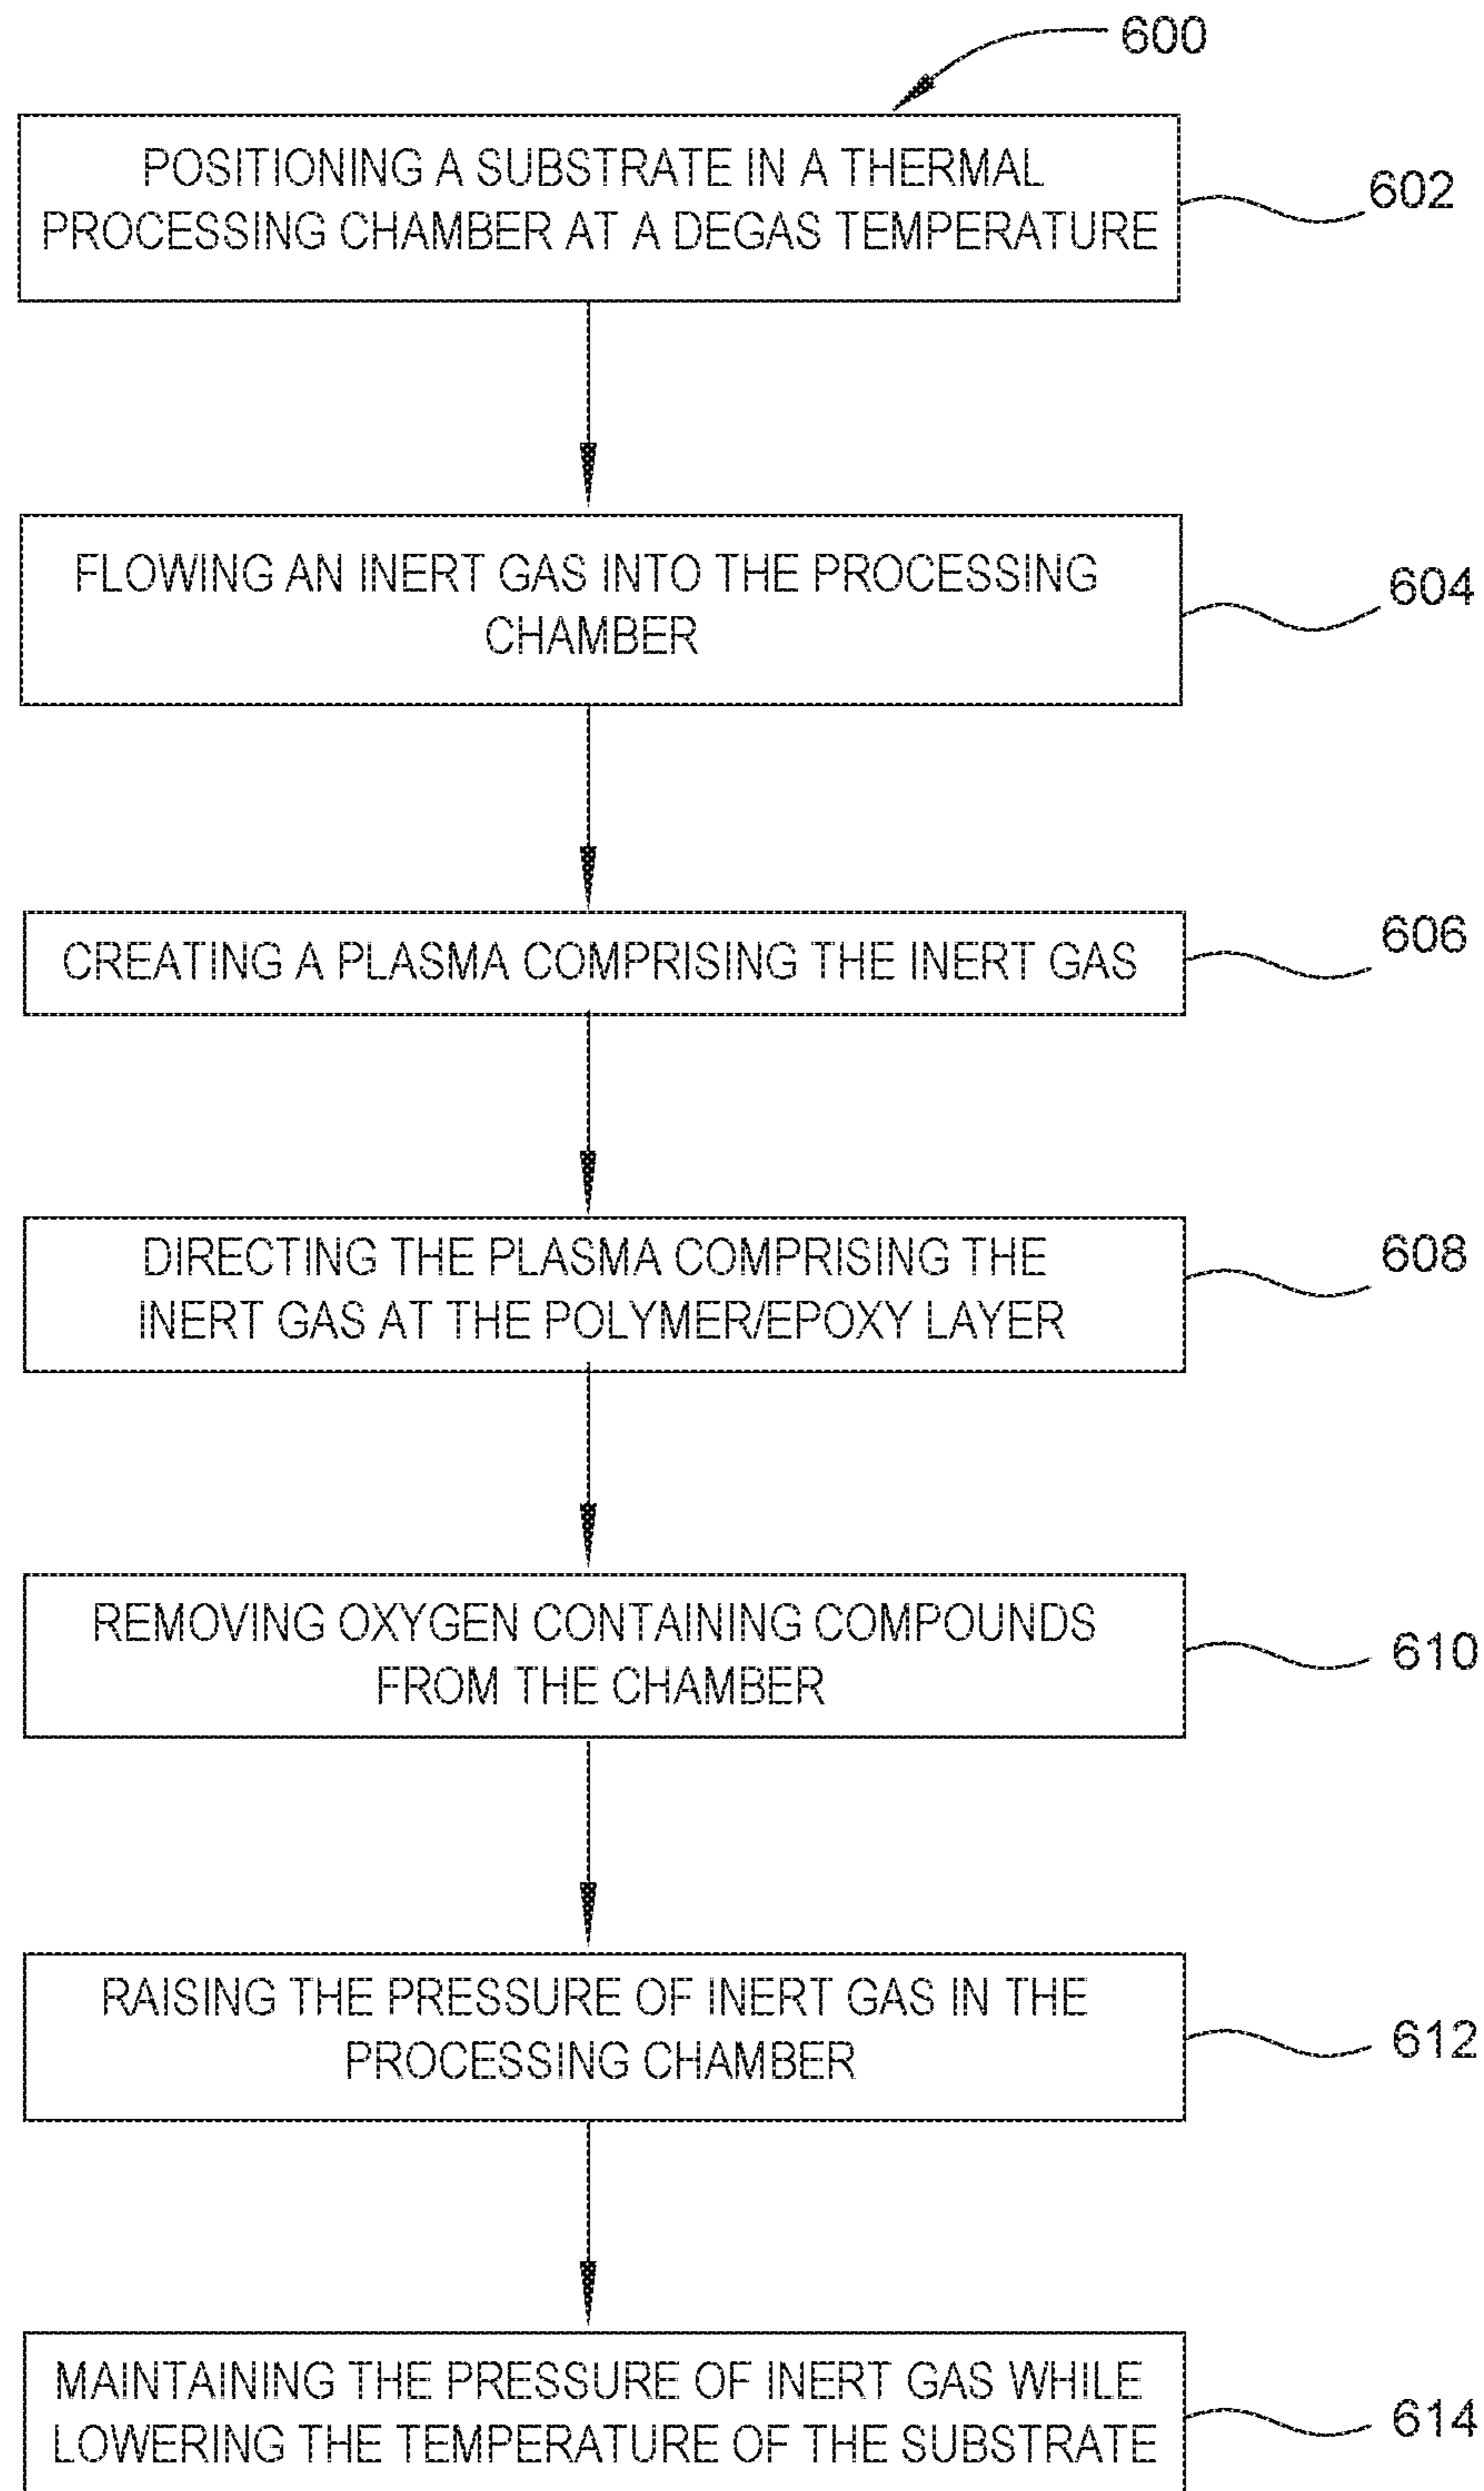 600
POSITIONING A SUBSTRATE IN A THERMAL
PROCESSING CHAMBER AT A DEGAS TEMPERATURE
602
FLOWING AN INERT GAS INTO THE PROCESSING
CHAMBER
604
CREATING A PLASMA COMPRISING THE INERT GAS
606
DIRECTING THE PLASMA COMPRISING THE
INERT GAS AT THE POLYMER/EPOXY LAYER
608
REMOVING OXYGEN CONTAINING COMPOUNDS
FROM THE CHAMBER
610
RAISING THE PRESSURE OF INERT GAS IN THE
PROCESSING CHAMBER
612
MAINTAINING THE PRESSURE OF INERT GAS WHILE
LOWERING THE TEMPERATURE OF THE SUBSTRATE
614